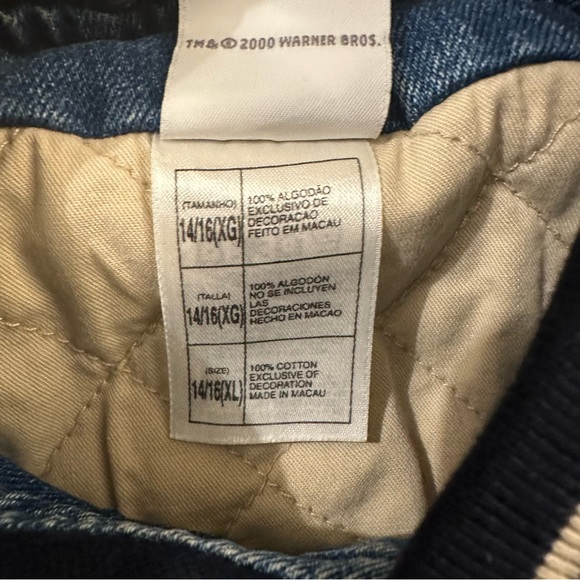 TM& © 2000 WARNER BROS.
(TAMANHO)
14/16(XG)
100% ALGODÃO
EXCLUSIVO DE
DECORACAO
FEITO EM MACAU
(TALLA)
14/16(XG)
100% ALGODÓN
NO SE INCLUYEN
LAS
DECORACIONES
HECHO EN MACAO
(SIZE)
14/16(XL)
100% COTTON
EXCLUSIVE OF
DECORATION
MADE IN MACAU